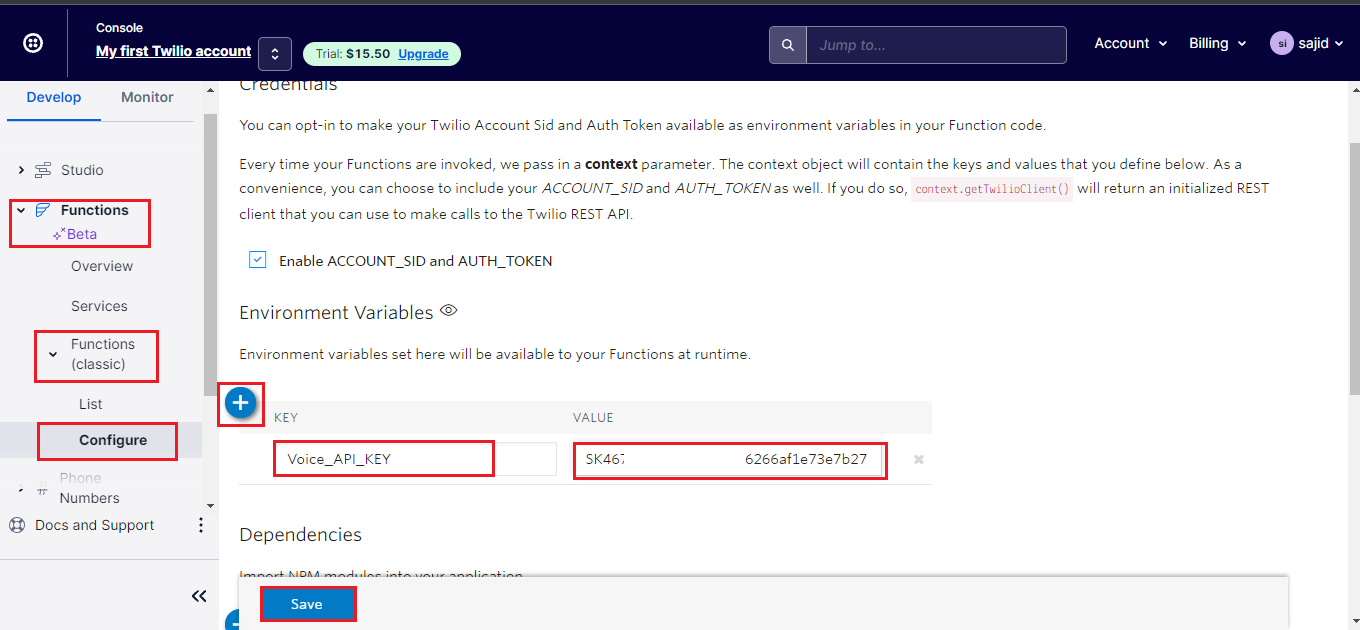 Console
My first Twilio account
Trial: $15.50 Upgrade
Jump to...
Account
Billing
si
sajid
Develop
Monitor
Studio
Functions
Beta
Overview
Services
Functions
(classic)
List
Configure
Phone
Numbers
Docs and Support
Credentials
You can opt-in to make your Twilio Account Sid and Auth Token available as environment variables in your Function code.
Every time your Functions are invoked, we pass in a context parameter. The context object will contain the keys and values that you define below. As a
convenience, you can choose to include your ACCOUNT_SID and AUTH_TOKEN as well. If you do so, context.getTwilioClient() will return an initialized REST
client that you can use to make calls to the Twilio REST API.
Enable ACCOUNT_SID and AUTH_TOKEN
Environment Variables
Environment variables set here will be available to your Functions at runtime.
KEY VALUE
Voice_API_KEY SK467 6266af1e73e7b27
Dependencies
Import NPM modules into your application
Save